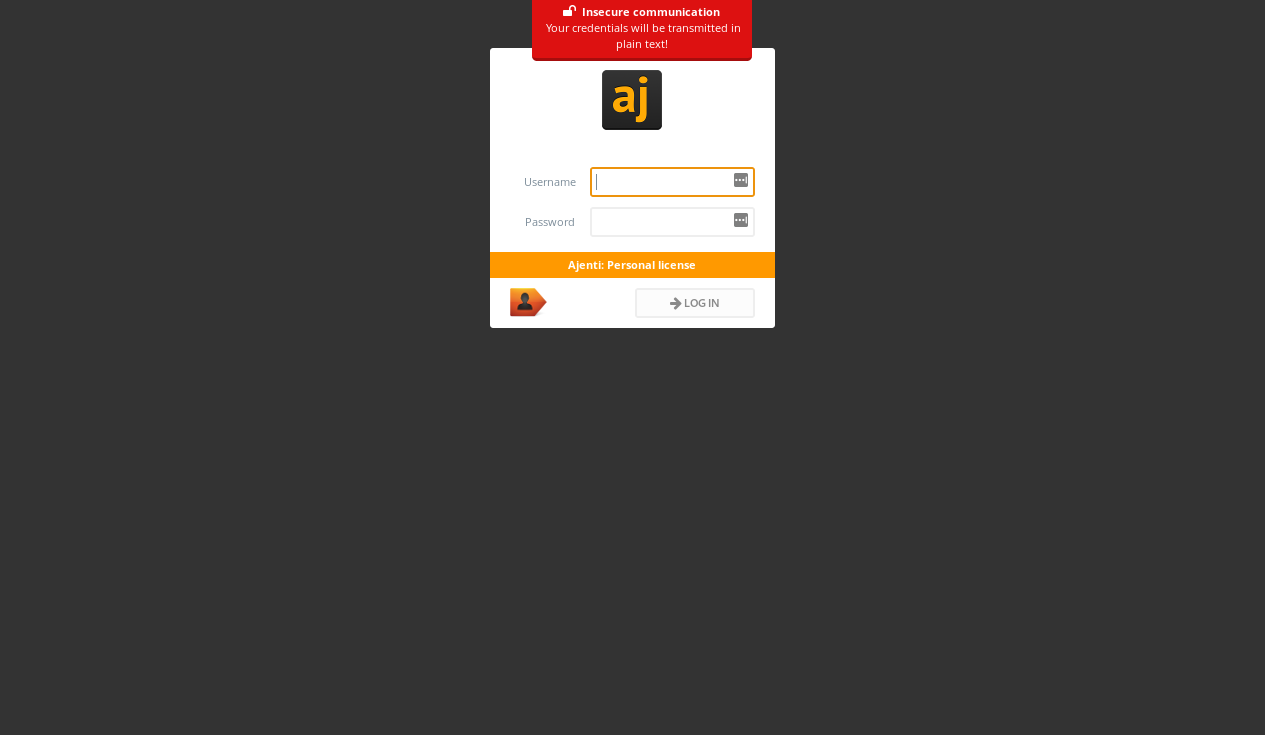 Insecure communication
Your credentials will be transmitted in
plain text!
aj
Username
Password
Ajenti: Personal license
LOG IN